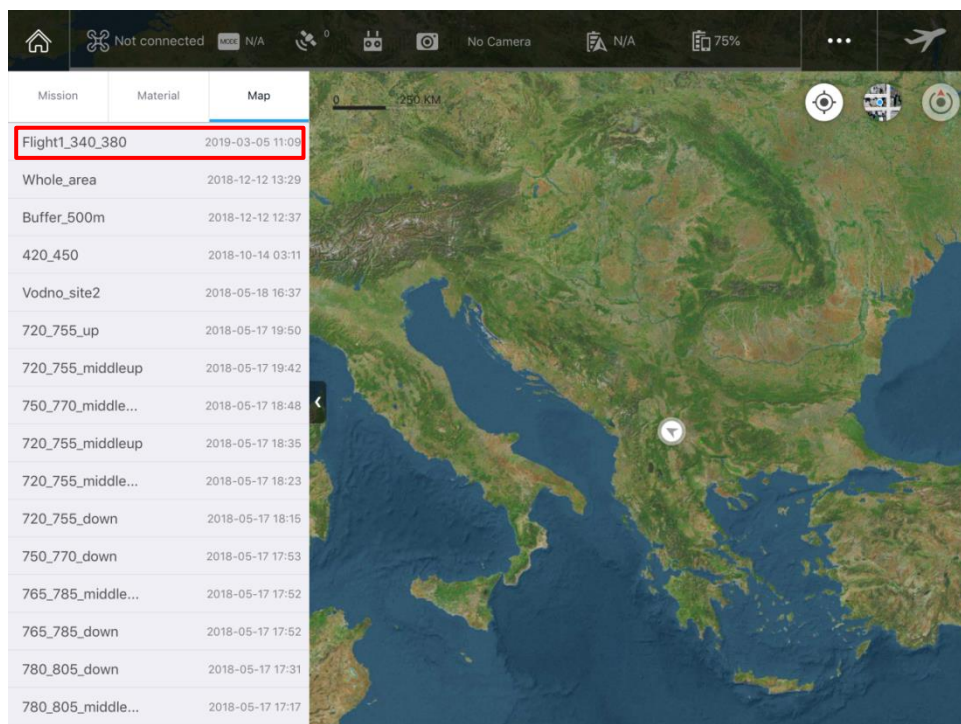 Not connected MODE N/A 0 No Camera N/A 75%
Mission Material Map
0 250 KM
Flight1_340_380 2019-03-05 11:09
Whole_area 2018-12-12 13:29
Buffer_500m 2018-12-12 12:37
420_450 2018-10-14 03:11
Vodno_site2 2018-05-18 16:37
720_755_up 2018-05-17 19:50
720_755_middleup 2018-05-17 19:42
750_770_middle... 2018-05-17 18:48
720_755_middleup 2018-05-17 18:35
720_755_middle... 2018-05-17 18:23
720_755_down 2018-05-17 18:15
750_770_down 2018-05-17 17:53
765_785_middle... 2018-05-17 17:52
765_785_down 2018-05-17 17:52
780_805_down 2018-05-17 17:31
780_805_middle... 2018-05-17 17:17